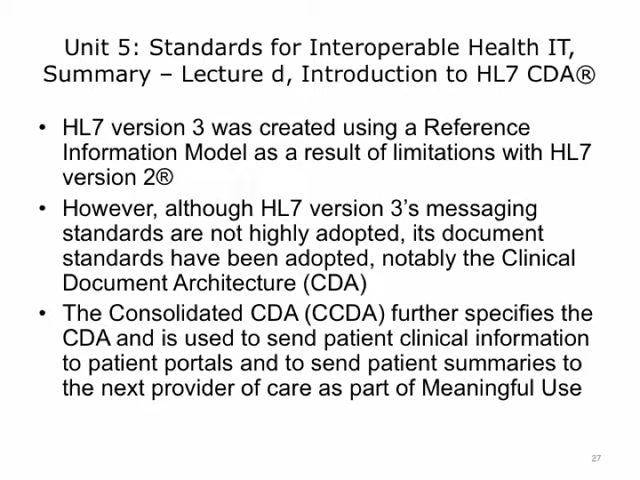 Unit 5: Standards for Interoperable Health IT,
Summary – Lecture d, Introduction to HL7 CDA®
• HL7 version 3 was created using a Reference
Information Model as a result of limitations with HL7
version 2®
• However, although HL7 version 3's messaging
standards are not highly adopted, its document
standards have been adopted, notably the Clinical
Document Architecture (CDA)
• The Consolidated CDA (CCDA) further specifies the
CDA and is used to send patient clinical information
to patient portals and to send patient summaries to
the next provider of care as part of Meaningful Use
27